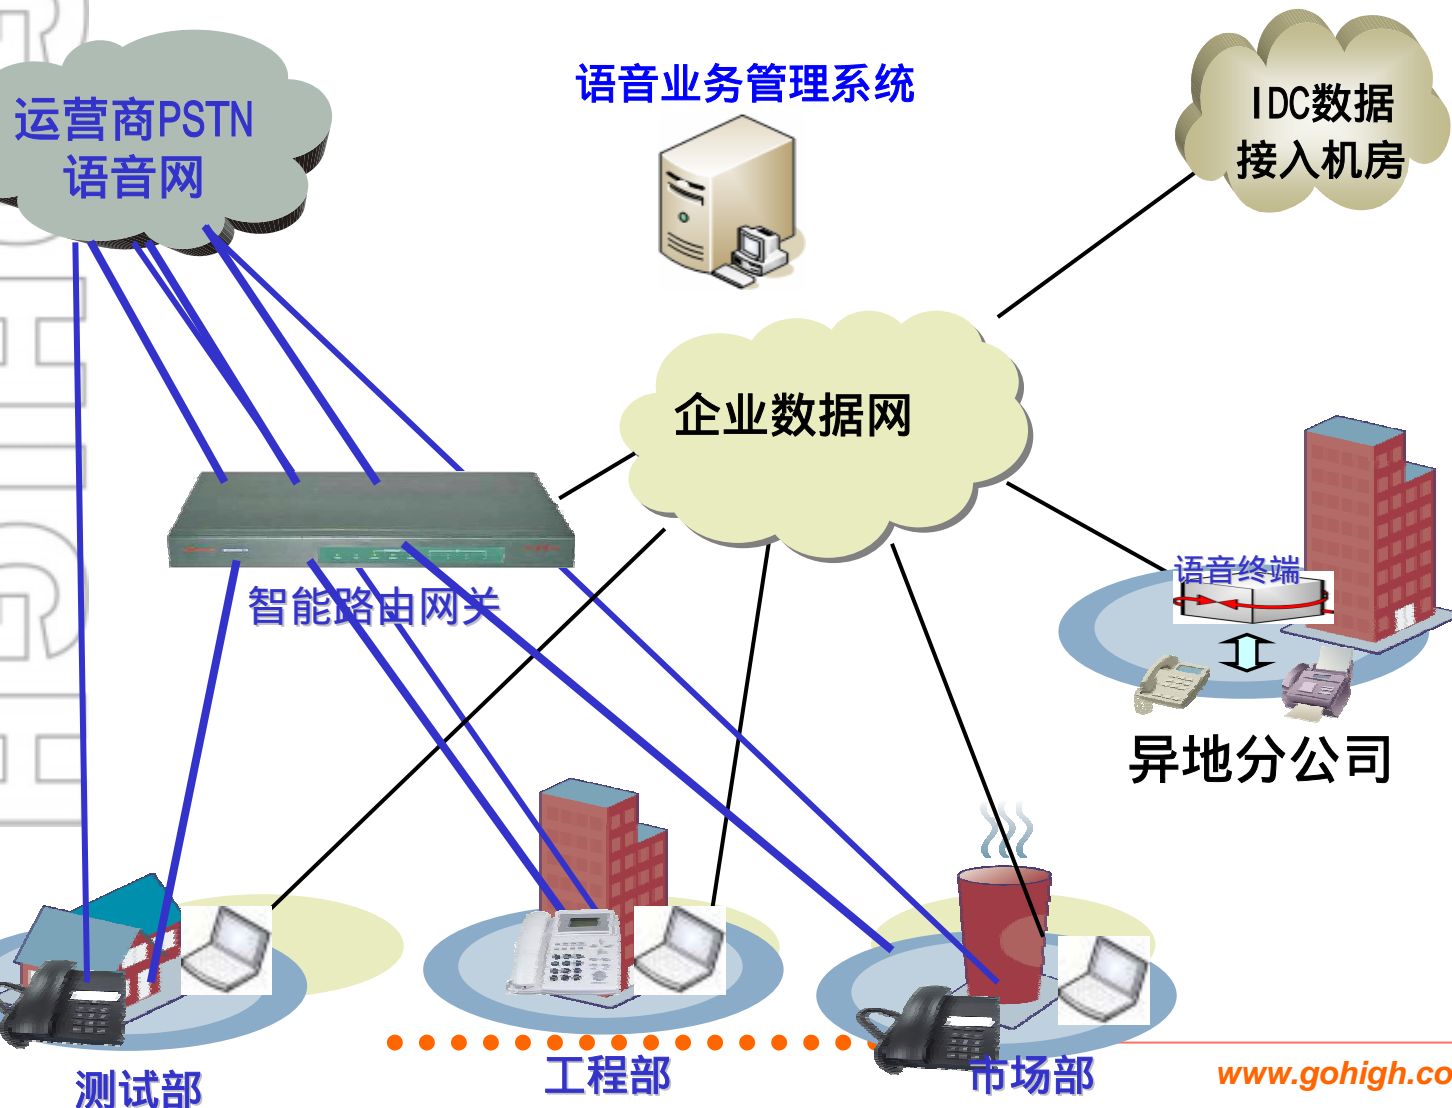 语音业务管理系统
运营商PSTN
语音网
IDC数据
接入机房
企业数据网
语音终端
智能路由网关
异地分公司
工程部
市场部
测试部
www.gohigh.co